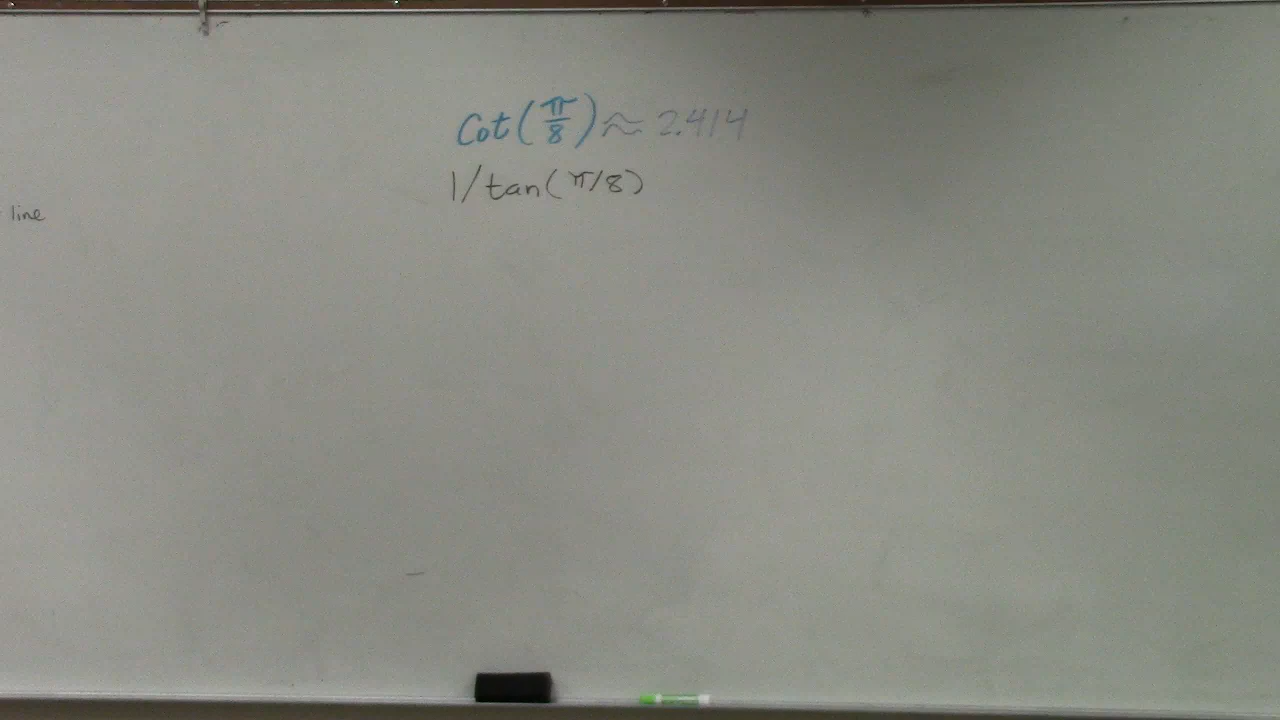 Cot(π/8) ≈ 2.414
1/tan(π/8)
line